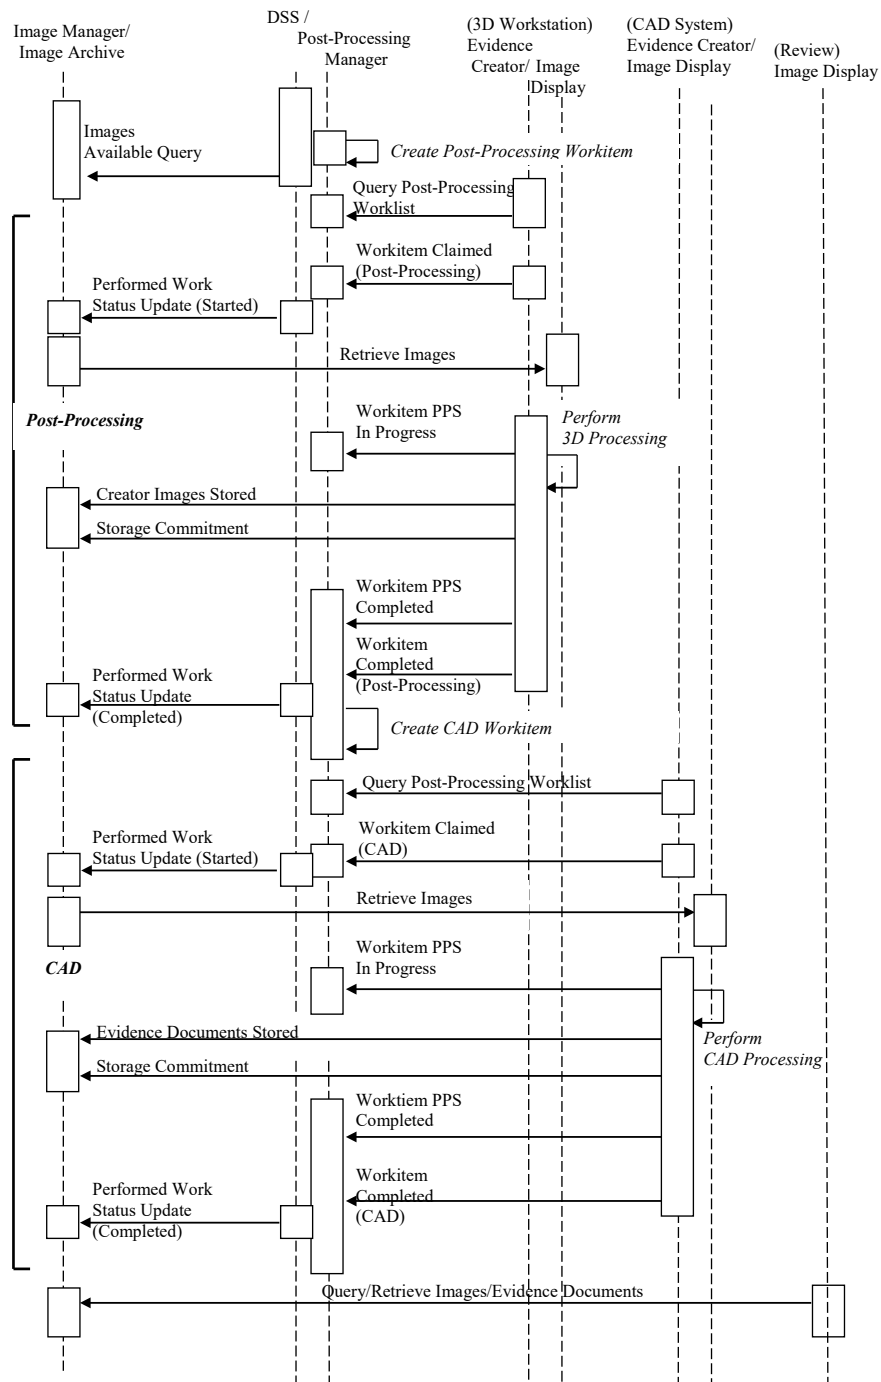 Image Manager/
Image Archive
DSS /
Post-Processing
Manager
(3D Workstation)
Evidence
Creator/ Image
Display
(CAD System)
Evidence Creator/
Image Display
(Review)
Image Display
Images
Available Query
Create Post-Processing Workitem
Query Post-Processing
Worklist
Workitem Claimed
(Post-Processing)
Performed Work
Status Update (Started)
Retrieve Images
Post-Processing
Workitem PPS
In Progress
Perform
3D Processing
Creator Images Stored
Storage Commitment
Workitem PPS
Completed
Workitem
Completed
(Post-Processing)
Performed Work
Status Update
(Completed)
Create CAD Workitem
Query Post-Processing Worklist
Workitem Claimed
(CAD)
Performed Work
Status Update (Started)
Retrieve Images
Workitem PPS
In Progress
CAD
Evidence Documents Stored
Perform
CAD Processing
Storage Commitment
Worktiem PPS
Completed
Workitem
Completed
(CAD)
Performed Work
Status Update
(Completed)
Query/Retrieve Images/Evidence Documents